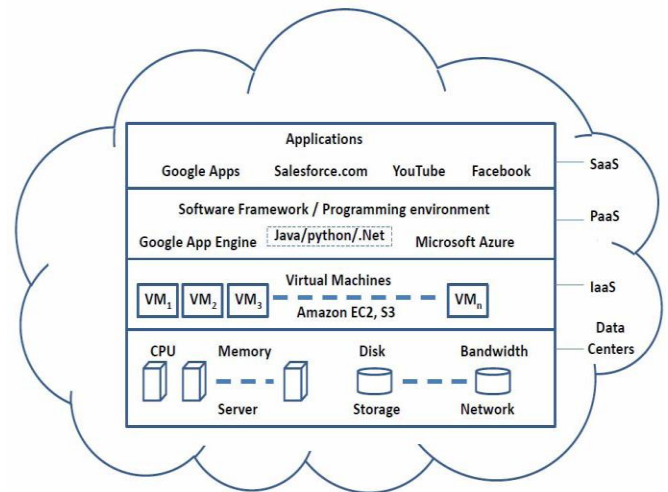 Applications
Google Apps Salesforce.com YouTube Facebook
SaaS
Software Framework / Programming environment
Google App Engine Java/python/.Net Microsoft Azure
PaaS
Virtual Machines
VM1 VM2 VM3 VMn
Amazon EC2, S3
IaaS
CPU Memory Disk Bandwidth
Server Storage Network
Data
Centers